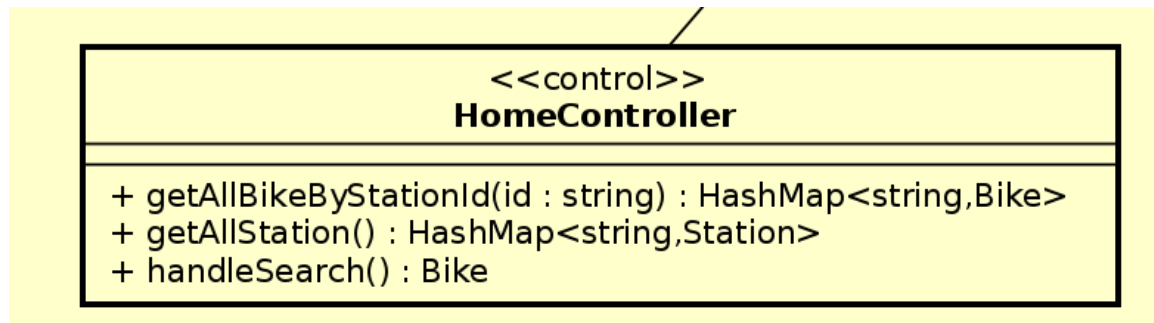 <<control>>
HomeController
+ getAllBikeByStationId(id : string) : HashMap<string,Bike>
+ getAllStation() : HashMap<string,Station>
+ handleSearch() : Bike